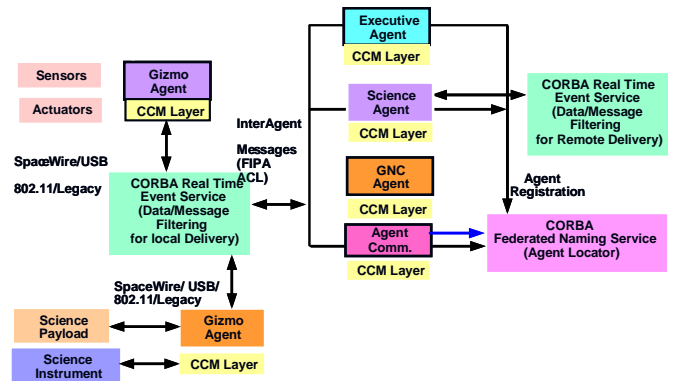 Executive
Agent
CCM Layer
Sensors
Actuators
Gizmo
Agent
CCM Layer
Science
Agent
CCM Layer
CORBA Real Time
Event Service
(Data/Message
Filtering
for Remote Delivery)
InterAgent
Messages
(FIPA
ACL)
SpaceWire/USB
802.11/Legacy
CORBA Real Time
Event Service
(Data/Message
Filtering
for local Delivery)
GNC
Agent
CCM Layer
Agent
Registration
Agent
Comm.
CCM Layer
CORBA
Federated Naming Service
(Agent Locator)
SpaceWire/ USB/
802.11/Legacy
Science
Payload
Gizmo
Agent
Science
Instrument
CCM Layer